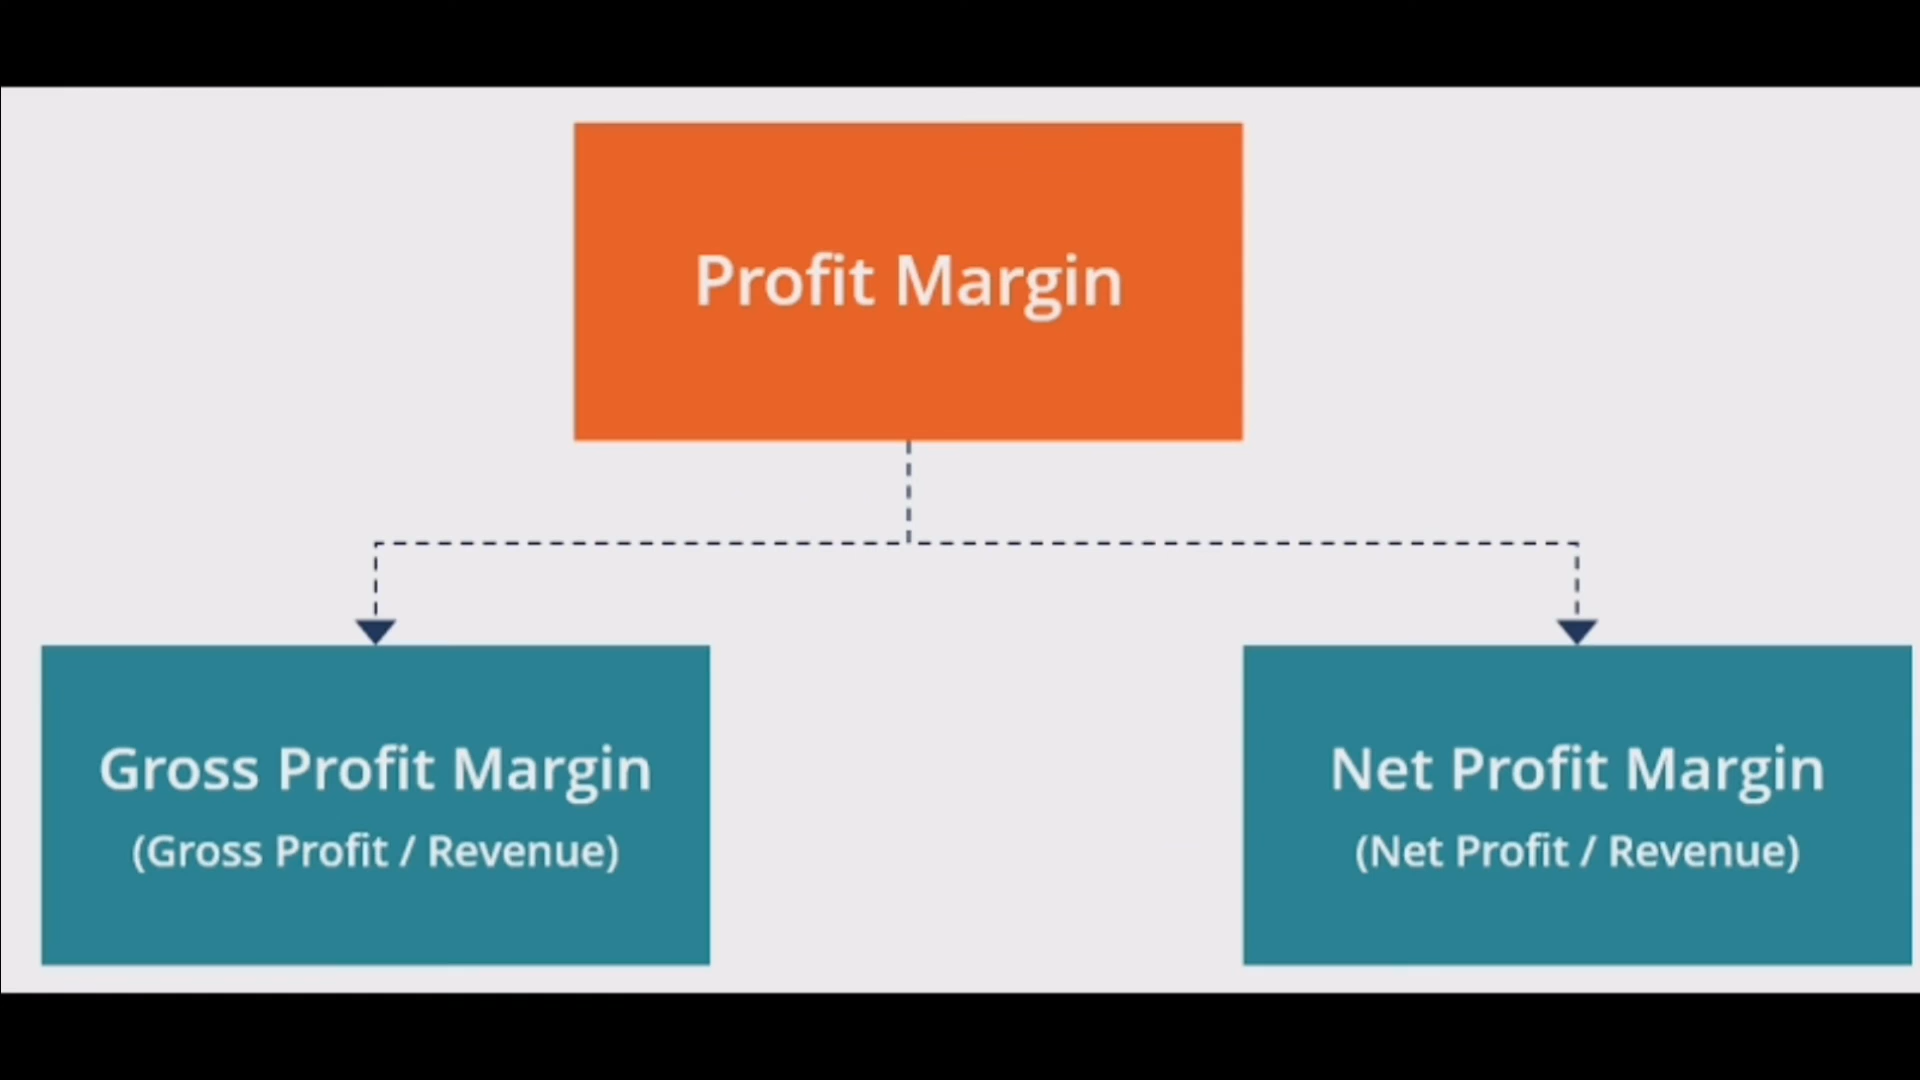 Profit Margin
Gross Profit Margin
(Gross Profit / Revenue)
Net Profit Margin
(Net Profit / Revenue)